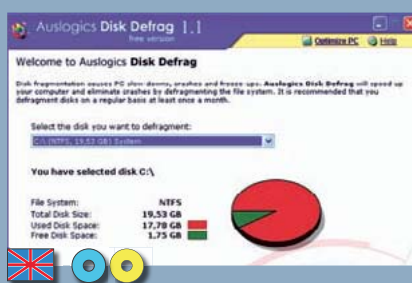 Auslogics Disk Defrag 1.1
free version
Optimize PC Help
Welcome to Auslogics Disk Defrag
Disk fragmentation causes PC slow-downs, crashes and freeze-ups. Auslogics Disk Defrag will speed up
your computer and eliminate crashes by defragmenting the file system. It is recommended that you
defragment disks on a regular basis at least once a month.
Select the disk you want to defragment:
C:\ (NTFS, 19,53 GB) System
You have selected disk C:\
File System: NTFS
Total Disk Size: 19,53 GB
Used Disk Space: 17,78 GB
Free Disk Space: 1,75 GB